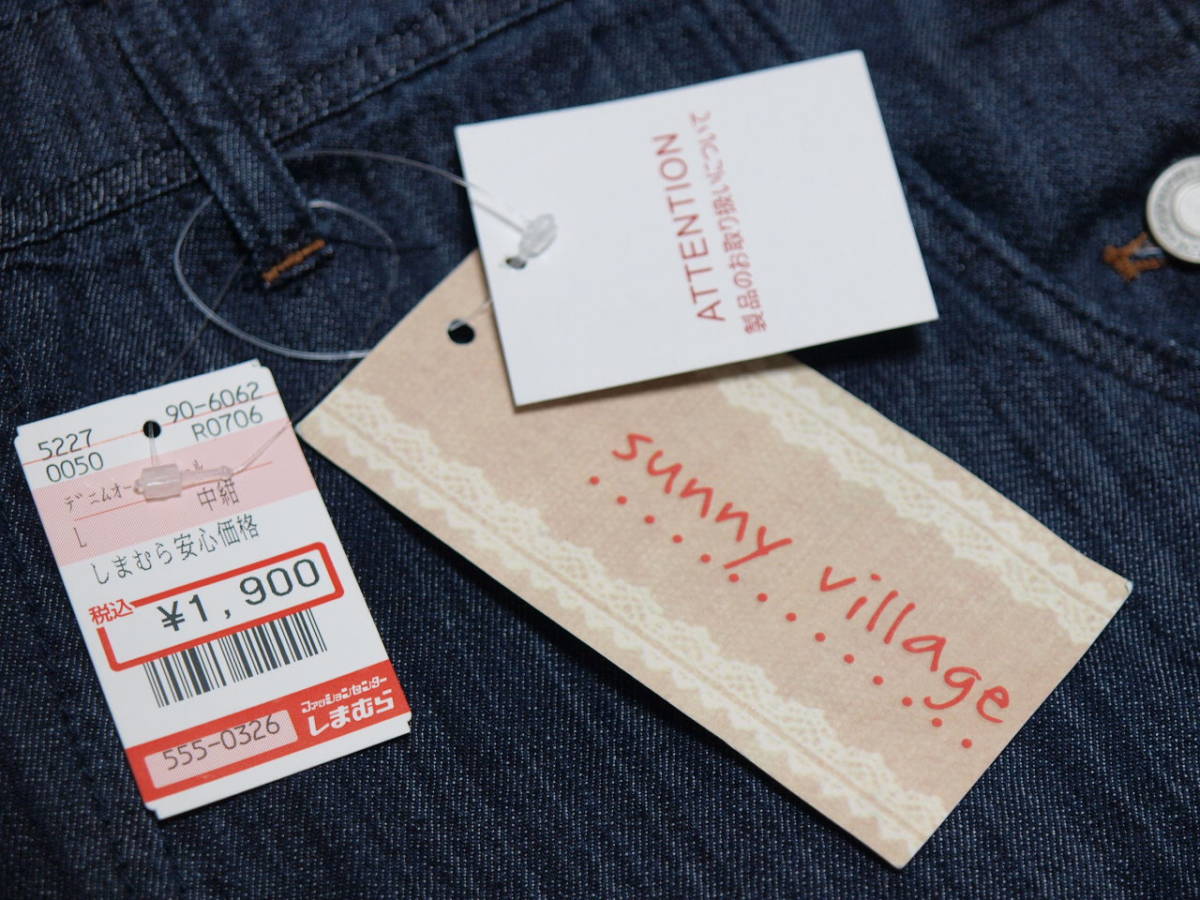 5227 90-6062
0050 R0706
デニムオー ル
L 中紺
しまむら安心価格
税込 ¥1,900
555-0326
ファッションセンター
しまむら
ATTENTION
製品のお取り扱いについて
sunny village